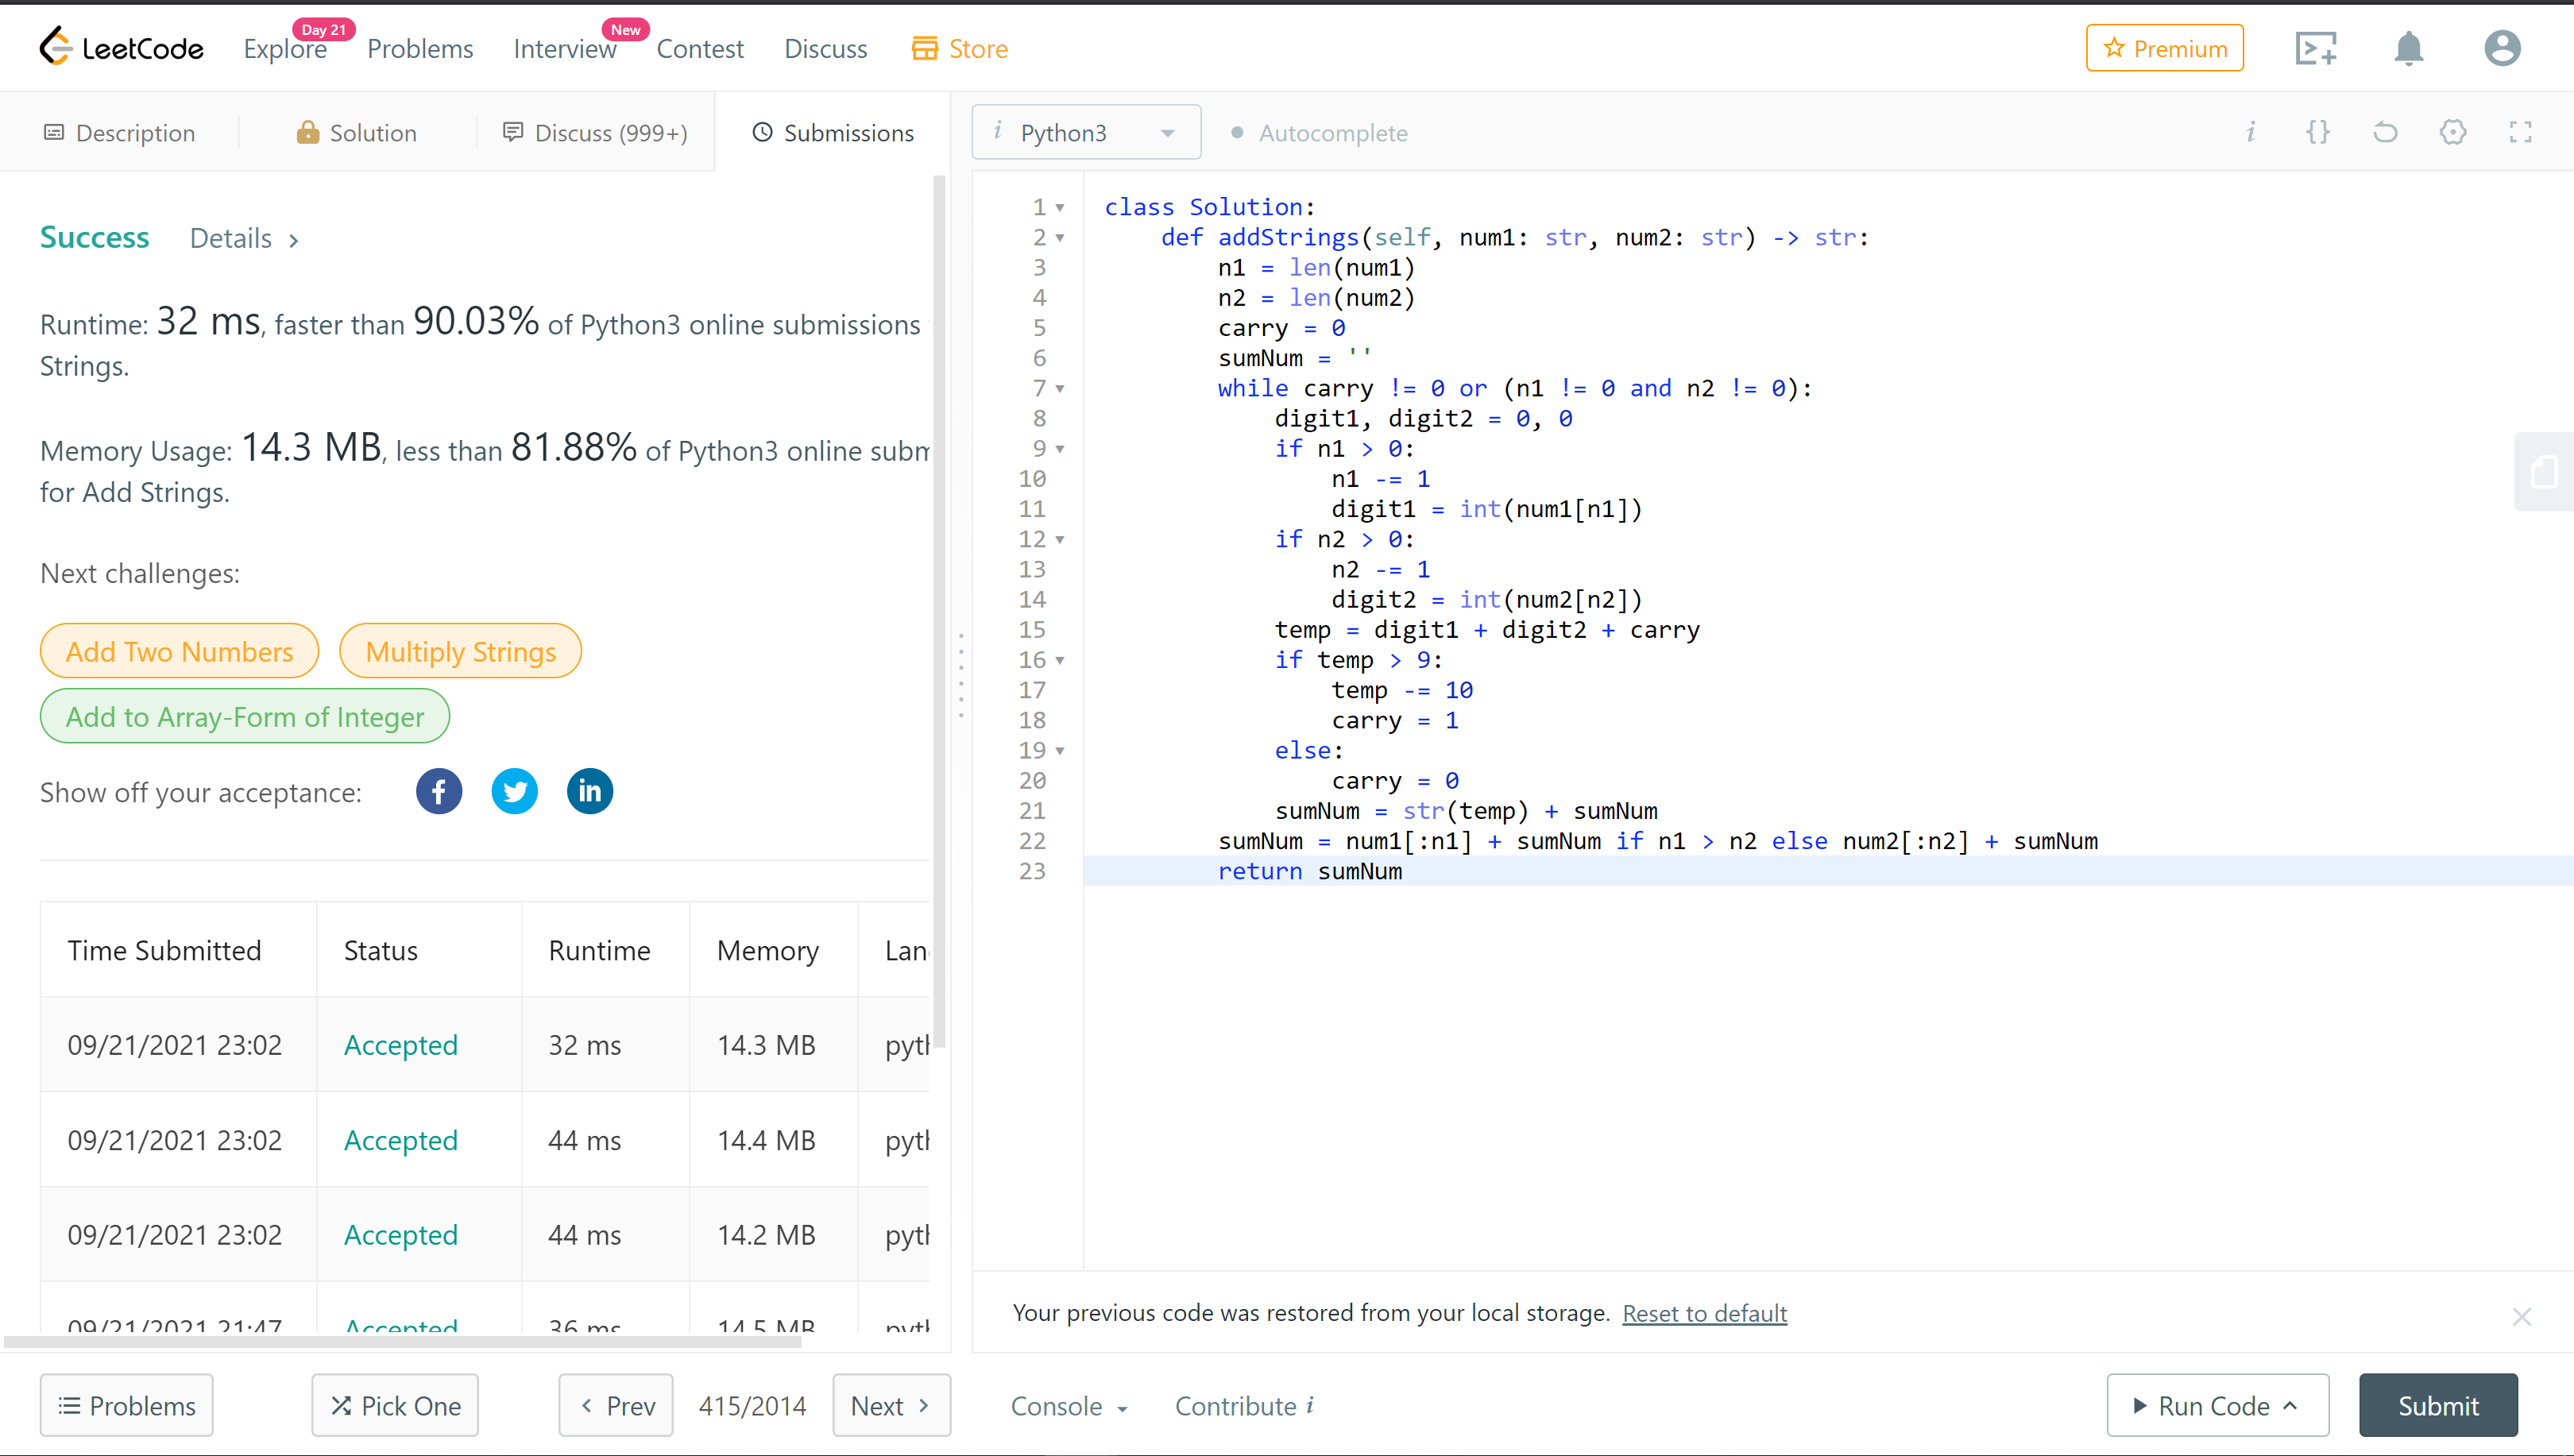 LeetCode Explore Day 21 Problems Interview New Contest Discuss Store Premium
Description Solution Discuss (999+) Submissions
Success Details
Runtime: 32 ms, faster than 90.03% of Python3 online submissions
Strings.
Memory Usage: 14.3 MB, less than 81.88% of Python3 online
for Add Strings.
Next challenges:
Add Two Numbers Multiply Strings
Add to Array-Form of Integer
Show off your acceptance:
Time Submitted Status Runtime Memory
09/21/2021 23:02 Accepted 32 ms 14.3 MB
09/21/2021 23:02 Accepted 44 ms 14.4 MB
09/21/2021 23:02 Accepted 44 ms 14.2 MB
09/21/2021 21:47 Accepted 36 ms 14.5 MB
Problems Pick One Prev 415/2014 Next
i Python3 Autocomplete i {}
1 class Solution:
2 def addStrings(self, num1: str, num2: str) -> str:
3 n1 = len(num1)
4 n2 = len(num2)
5 carry = 0
6 sumNum = ''
7 while carry != 0 or (n1 != 0 and n2 != 0):
8 digit1, digit2 = 0, 0
9 if n1 > 0:
10 n1 -= 1
11 digit1 = int(num1[n1])
12 if n2 > 0:
13 n2 -= 1
14 digit2 = int(num2[n2])
15 temp = digit1 + digit2 + carry
16 if temp > 9:
17 temp -= 10
18 carry = 1
19 else:
20 carry = 0
21 sumNum = str(temp) + sumNum
22 sumNum = num1[:n1] + sumNum if n1 > n2 else num2[:n2] + sumNum
23 return sumNum
Your previous code was restored from your local storage. Reset to default
Console Contribute i Run Code Submit